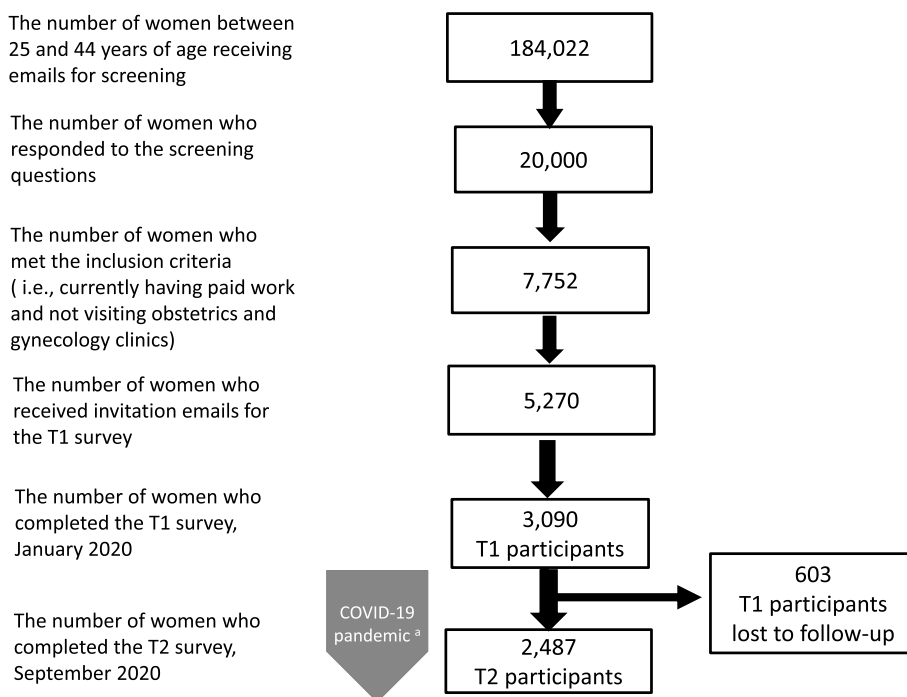 The number of women between
25 and 44 years of age receiving
emails for screening
184,022
The number of women who
responded to the screening
questions
20,000
The number of women who
met the inclusion criteria
( i.e., currently having paid work
and not visiting obstetrics and
gynecology clinics)
7,752
The number of women who
received invitation emails for
the T1 survey
5,270
The number of women who
completed the T1 survey,
January 2020
3,090
T1 participants
603
T1 participants
lost to follow-up
COVID-19
pandemic ᵃ
The number of women who
completed the T2 survey,
September 2020
2,487
T2 participants